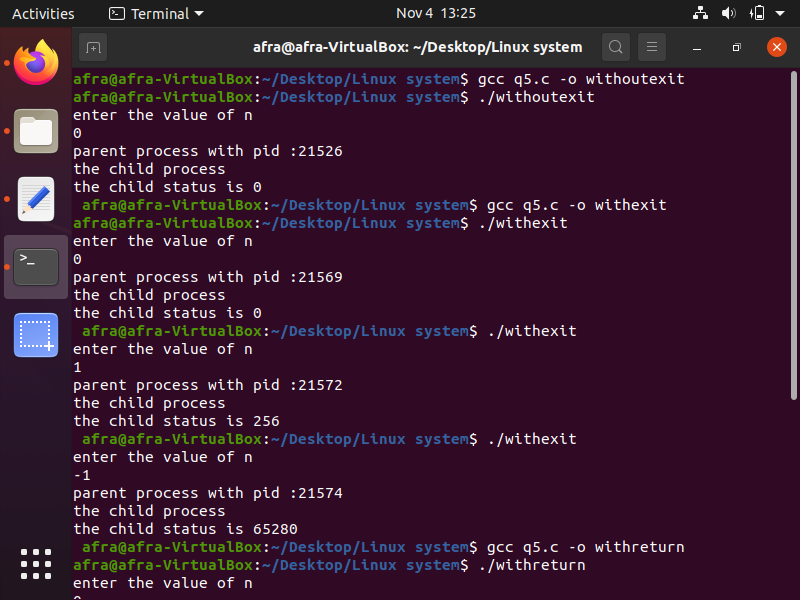 Activities Terminal Nov 4 13:25
afra@afra-VirtualBox: ~/Desktop/Linux system
afra@afra-VirtualBox:~/Desktop/Linux system$ gcc q5.c -o withoutexit
afra@afra-VirtualBox:~/Desktop/Linux system$ ./withoutexit
enter the value of n
0
parent process with pid :21526
the child process
the child status is 0
afra@afra-VirtualBox:~/Desktop/Linux system$ gcc q5.c -o withexit
afra@afra-VirtualBox:~/Desktop/Linux system$ ./withexit
enter the value of n
0
parent process with pid :21569
the child process
the child status is 0
afra@afra-VirtualBox:~/Desktop/Linux system$ ./withexit
enter the value of n
1
parent process with pid :21572
the child process
the child status is 256
afra@afra-VirtualBox:~/Desktop/Linux system$ ./withexit
enter the value of n
-1
parent process with pid :21574
the child process
the child status is 65280
afra@afra-VirtualBox:~/Desktop/Linux system$ gcc q5.c -o withreturn
afra@afra-VirtualBox:~/Desktop/Linux system$ ./withreturn
enter the value of n